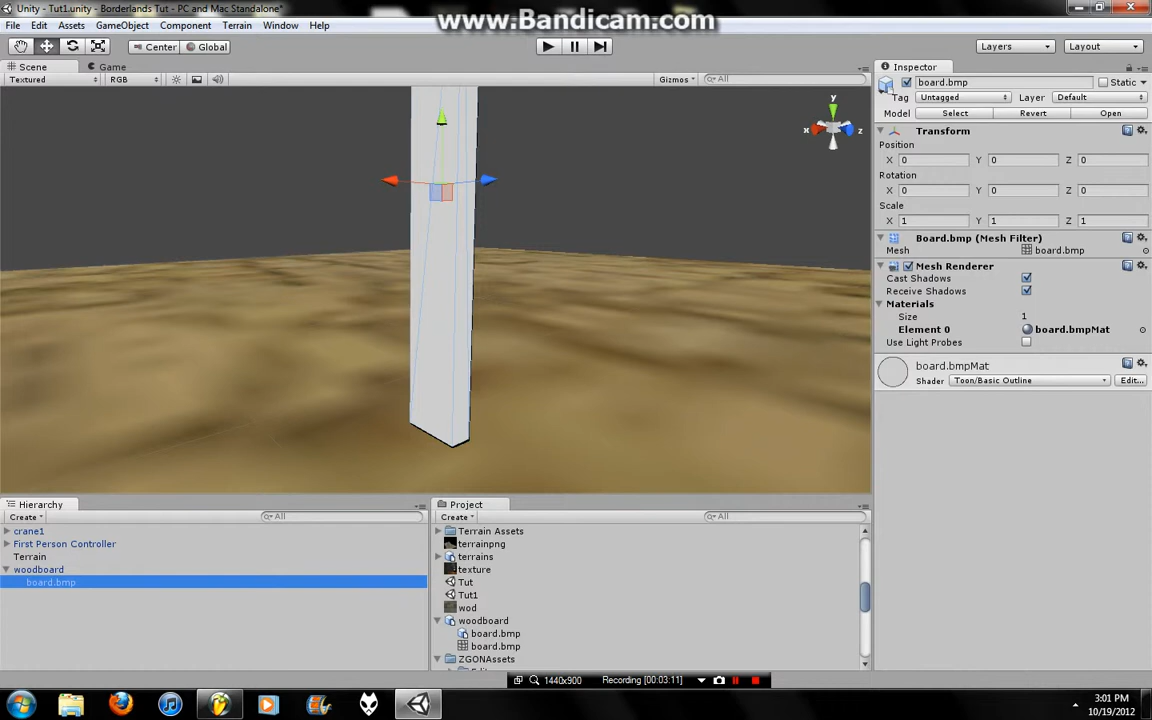 www.Bandicam.com
Unity - Tut1.unity - Borderlands Tut - PC and Mac Standalone*
File Edit Assets GameObject Component Terrain Window Help
Center Global Layers Layout
Scene Game
Textured RGB Gizmos All
y
x
z
Inspector
board.bmp Static
Tag Untagged Layer Default
Model Select Revert Open
Transform
Position
X 0 Y 0 Z 0
Rotation
X 0 Y 0 Z 0
Scale
X 1 Y 1 Z 1
Board.bmp (Mesh Filter)
Mesh board.bmp
Mesh Renderer
Cast Shadows
Receive Shadows
Materials
Size 1
Element 0 board.bmpMat
Use Light Probes
board.bmpMat
Shader Toon/Basic Outline Edit...
Hierarchy
Create All
crane1
First Person Controller
Terrain
woodboard
board.bmp
Project
Create All
Terrain Assets
terrainpng
terrains
texture
Tut
Tut1
wod
woodboard
board.bmp
board.bmp
ZGONAssets
1440x900 Recording [00:03:11]
3:01 PM
10/19/2012